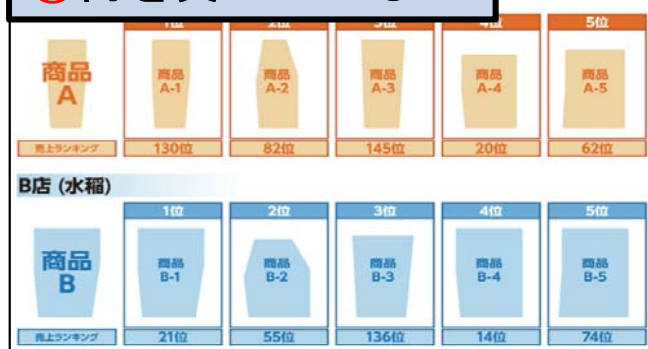 1位 2位 3位 4位 5位
商品
A
商品
A-1
商品
A-2
商品
A-3
商品
A-4
商品
A-5
売上ランキング 130位 82位 145位 20位 62位
B店 (水稲)
1位 2位 3位 4位 5位
商品
B
商品
B-1
商品
B-2
商品
B-3
商品
B-4
商品
B-5
売上ランキング 21位 55位 136位 14位 74位